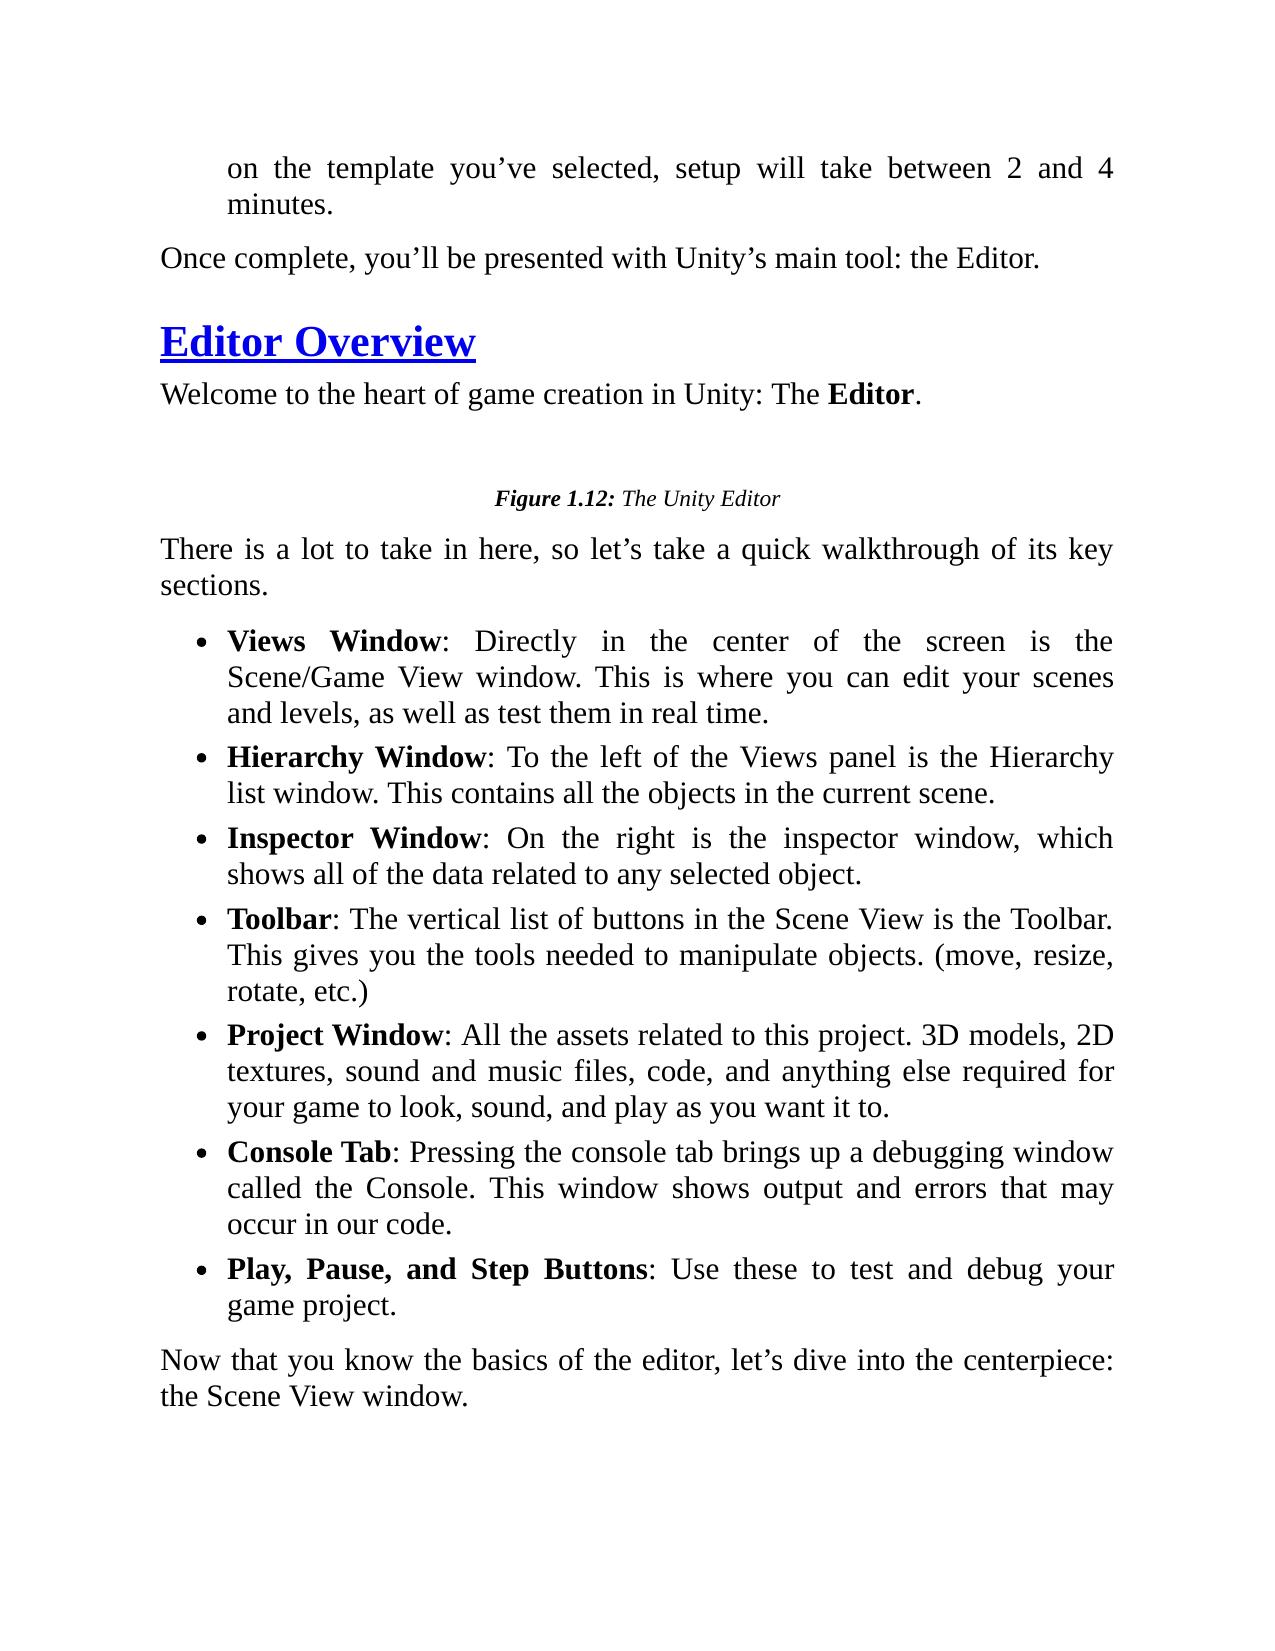 on the template you’ve selected, setup will take between 2 and 4
minutes.
Once complete, you’ll be presented with Unity’s main tool: the Editor.
Editor Overview
Welcome to the heart of game creation in Unity: The Editor.
Figure 1.12: The Unity Editor
There is a lot to take in here, so let’s take a quick walkthrough of its key
sections.
• Views Window: Directly in the center of the screen is the
Scene/Game View window. This is where you can edit your scenes
and levels, as well as test them in real time.
• Hierarchy Window: To the left of the Views panel is the Hierarchy
list window. This contains all the objects in the current scene.
• Inspector Window: On the right is the inspector window, which
shows all of the data related to any selected object.
• Toolbar: The vertical list of buttons in the Scene View is the Toolbar.
This gives you the tools needed to manipulate objects. (move, resize,
rotate, etc.)
• Project Window: All the assets related to this project. 3D models, 2D
textures, sound and music files, code, and anything else required for
your game to look, sound, and play as you want it to.
• Console Tab: Pressing the console tab brings up a debugging window
called the Console. This window shows output and errors that may
occur in our code.
• Play, Pause, and Step Buttons: Use these to test and debug your
game project.
Now that you know the basics of the editor, let’s dive into the centerpiece:
the Scene View window.